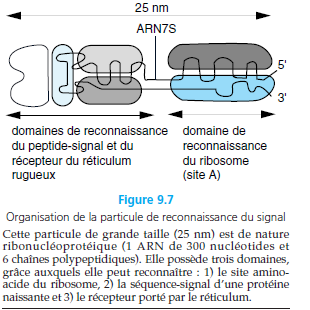 25 nm
ARN7S
5'
3'
domaines de reconnaissance
du peptide-signal et du
récepteur du réticulum
rugueux
domaine de
reconnaissance
du ribosome
(site A)
Figure 9.7
Organisation de la particule de reconnaissance du signal
Cette particule de grande taille (25 nm) est de nature
ribonucléoprotéique (1 ARN de 300 nucléotides et
6 chaînes polypeptidiques). Elle possède trois domaines,
grâce auxquels elle peut reconnaître : 1) le site amino-
acide du ribosome, 2) la séquence-signal d'une protéine
naissante et 3) le récepteur porté par le réticulum.